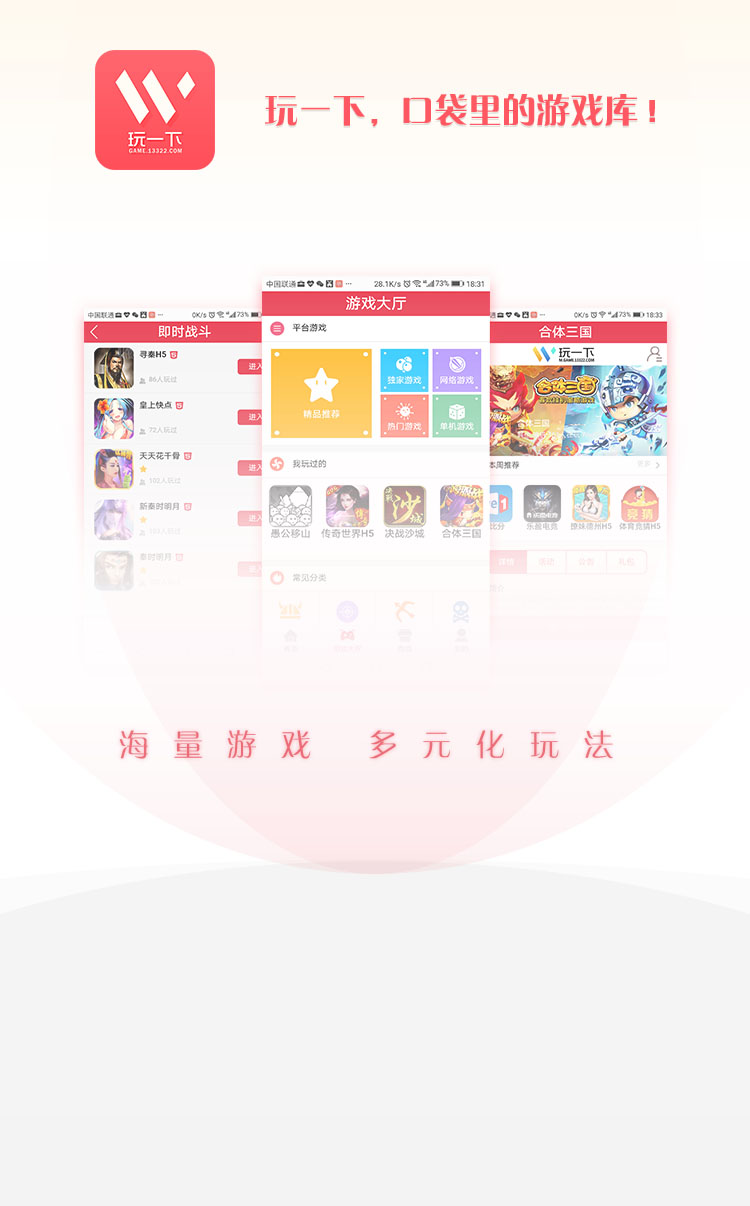 玩一下
GAME.13322.COM
玩一下，口袋里的游戏库！
中国联通
0K/s
73%
即时战斗
寻秦H5
86人玩过
进入
皇上快点
72人玩过
进入
天天花千骨
103人玩过
进入
新秦时明月
进入
秦时明月
中国联通
28.1K/s
73%
18:31
游戏大厅
平台游戏
精品推荐
独家游戏
网络游戏
热门游戏
单机游戏
我玩过的
愚公移山
传奇世界H5
决战沙城
合体三国
常见分类
0K/s
73%
18:33
合体三国
玩一下
M.GAME.13322.COM
合体三国
合体三国
本周推荐
更多
比分
乐盈电竞
撩妹德州H5
竞猜
体育竞猜H5
详情
礼包
海量游戏 多元化玩法